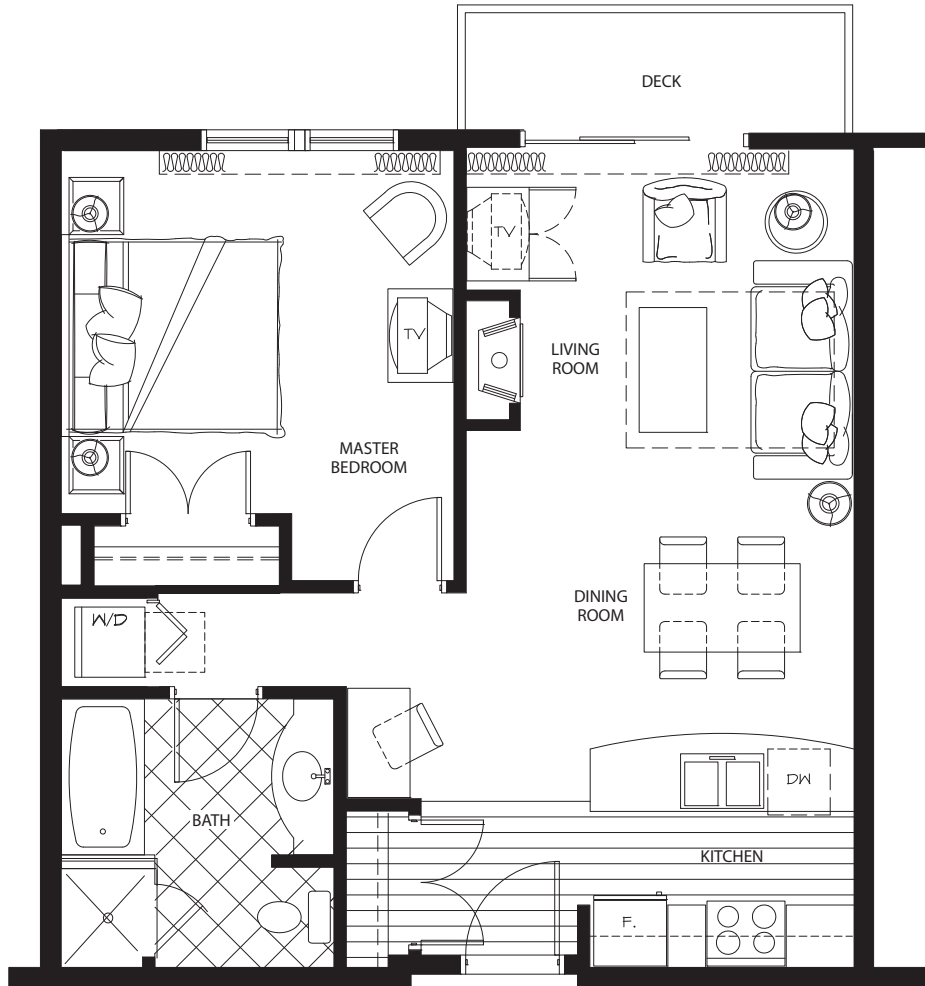 DECK
TV
LIVING
ROOM
TV
MASTER
BEDROOM
DINING
ROOM
W/D
DW
BATH
KITCHEN
F.